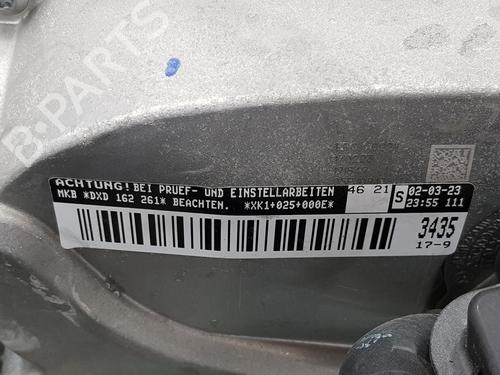 B-PARTS
ACHTUNG! BEI PRUEF- UND EINSTELLARBEITEN
MKB *DXD 162 261* BEACHTEN. *XK1+025+000E*
46 21
S
02-03-23
23:55 111
3435
17-9